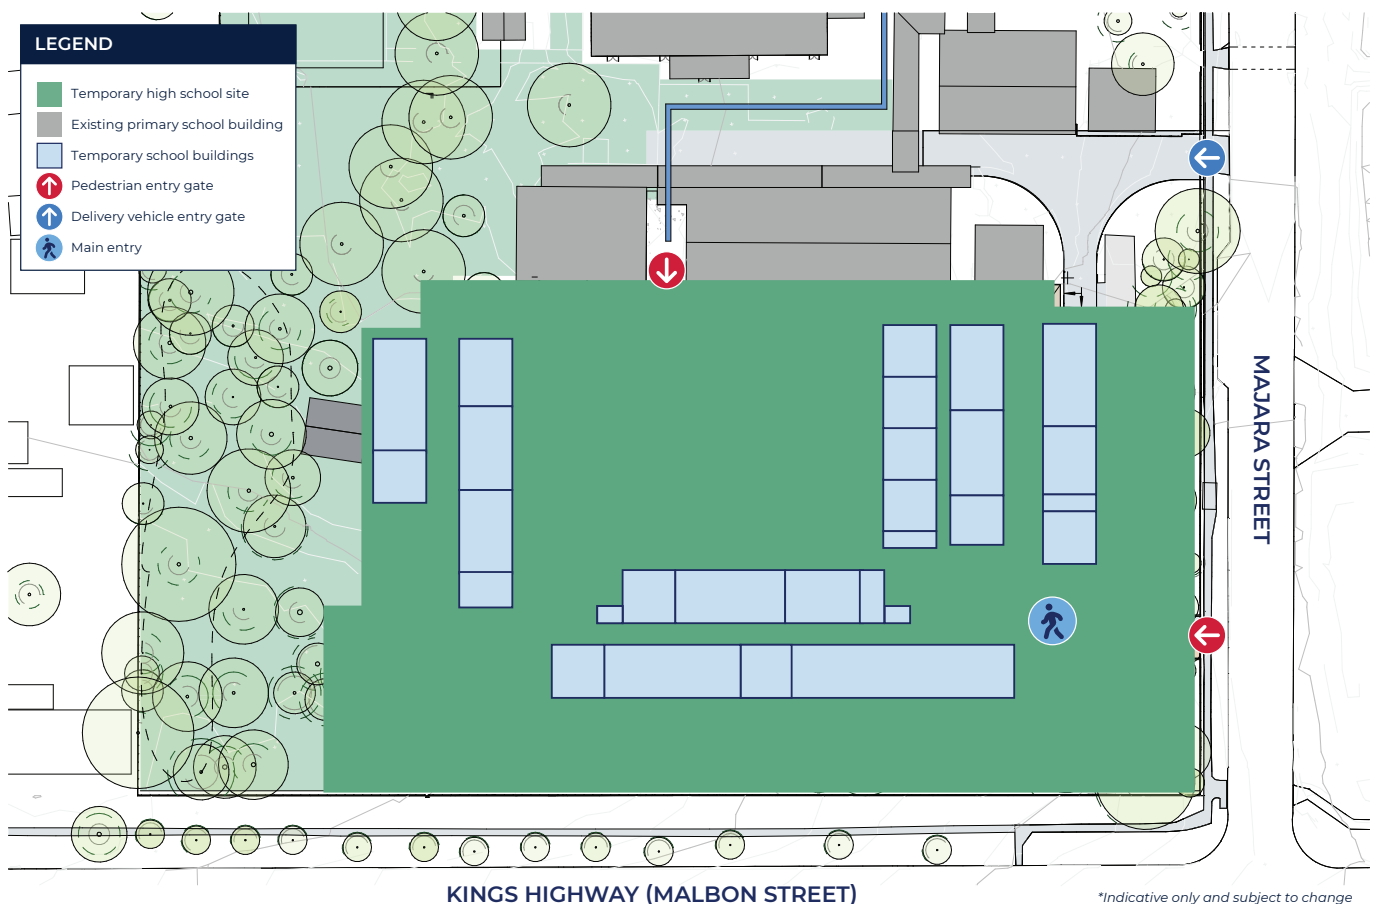 LEGEND
Temporary high school site
Existing primary school building
Temporary school buildings
Pedestrian entry gate
Delivery vehicle entry gate
Main entry
MAJARA STREET
KINGS HIGHWAY (MALBON STREET)
*Indicative only and subject to change